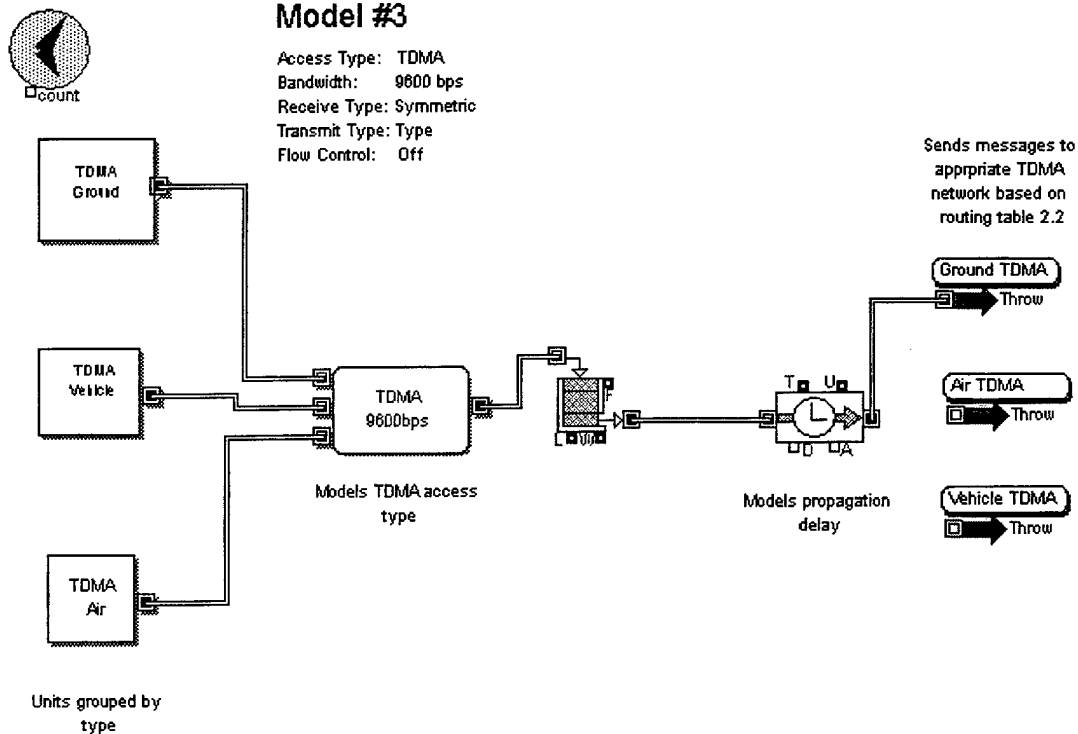 Model #3
Access Type: TDMA
Bandwidth: 9600 bps
Receive Type: Symmetric
Transmit Type: Type
Flow Control: Off
count
TDMA
Ground
TDMA
Vehicle
TDMA
Air
Units grouped by
type
TDMA
9600bps
Models TDMA access
type
F
L W
T U
D A
Models propagation
delay
Sends messages to
apprpriate TDMA
network based on
routing table 2.2
Ground TDMA
Throw
Air TDMA
Throw
Vehicle TDMA
Throw